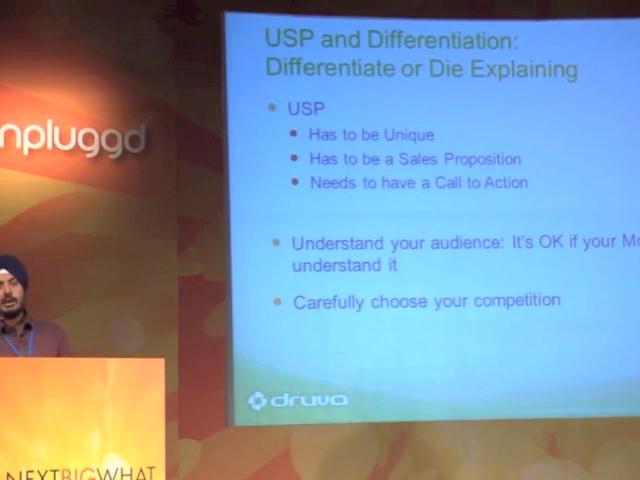 USP and Differentiation:
Differentiate or Die Explaining
USP
Has to be Unique
Has to be a Sales Proposition
Needs to have a Call to Action
Understand your audience: It's OK if your Mo
understand it
Carefully choose your competition
druva
npluggd
NEXTBIGWHAT